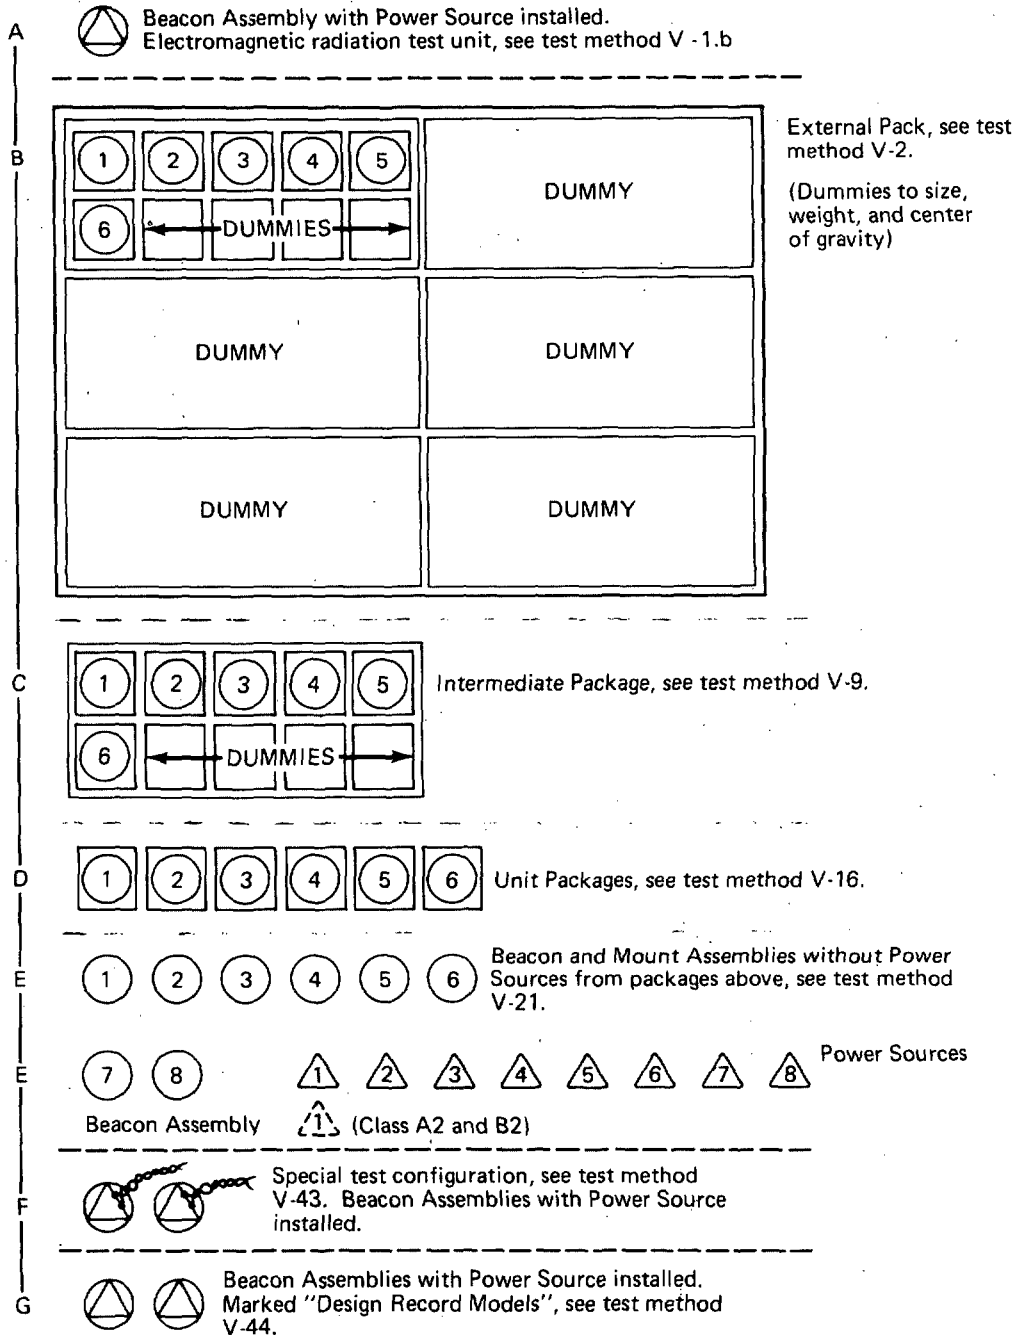 A
Beacon Assembly with Power Source installed.
Electromagnetic radiation test unit, see test method V -1.b
B
1 2 3 4 5
6 DUMMIES
DUMMY
External Pack, see test
method V-2.
(Dummies to size,
weight, and center
of gravity)
DUMMY DUMMY
DUMMY DUMMY
C
1 2 3 4 5
6 DUMMIES
Intermediate Package, see test method V-9.
D
1 2 3 4 5 6 Unit Packages, see test method V-16.
E
1 2 3 4 5 6
Beacon and Mount Assemblies without Power
Sources from packages above, see test method
V-21.
E
7 8 1 2 3 4 5 6 7 8 Power Sources
Beacon Assembly 1 (Class A2 and B2)
F
Special test configuration, see test method
V-43. Beacon Assemblies with Power Source
installed.
G
Beacon Assemblies with Power Source installed.
Marked "Design Record Models", see test method
V-44.